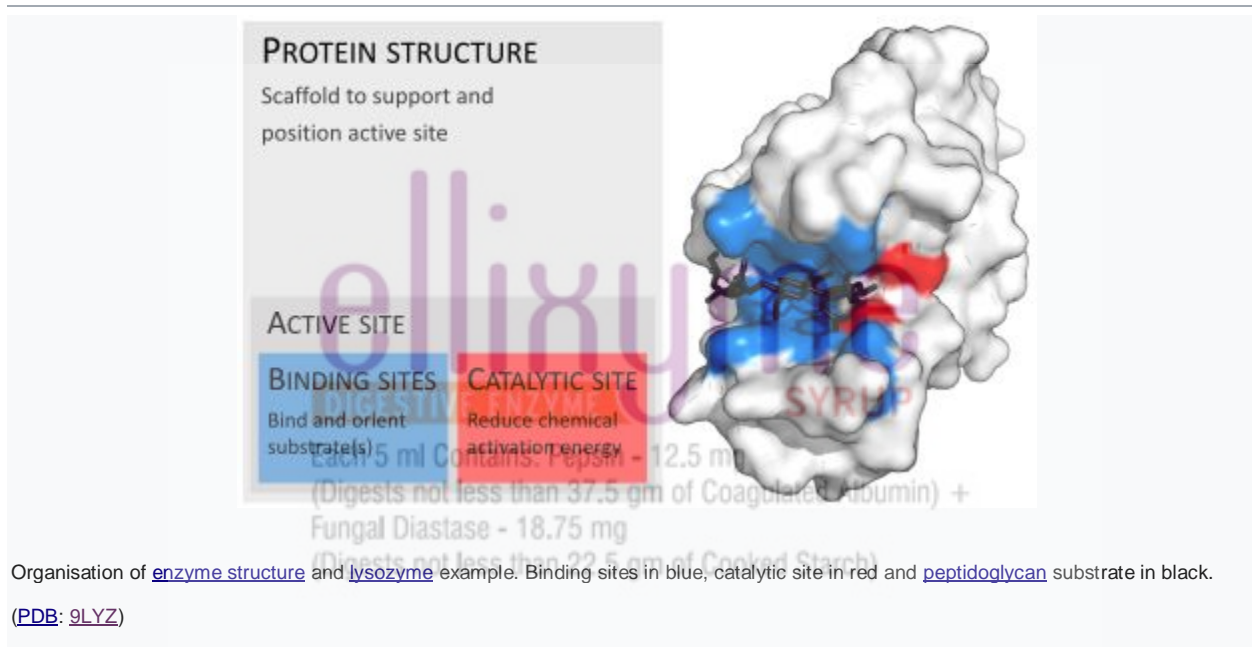 PROTEIN STRUCTURE
Scaffold to support and
position active site
ACTIVE SITE
BINDING SITES
Bind and orient
substrate(s)
CATALYTIC SITE
Reduce chemical
activation energy
ellixync
DIGESTIVE ENZYME
SYRUP
Each 5 ml Contains: Pepsin - 12.5 mg
(Digests not less than 37.5 gm of Coagulated Albumin) +
Fungal Diastase - 18.75 mg
(Digests not less than 22.5 gm of Cooked Starch)
Organisation of enzyme structure and lysozyme example. Binding sites in blue, catalytic site in red and peptidoglycan substrate in black.
(PDB: 9LYZ)